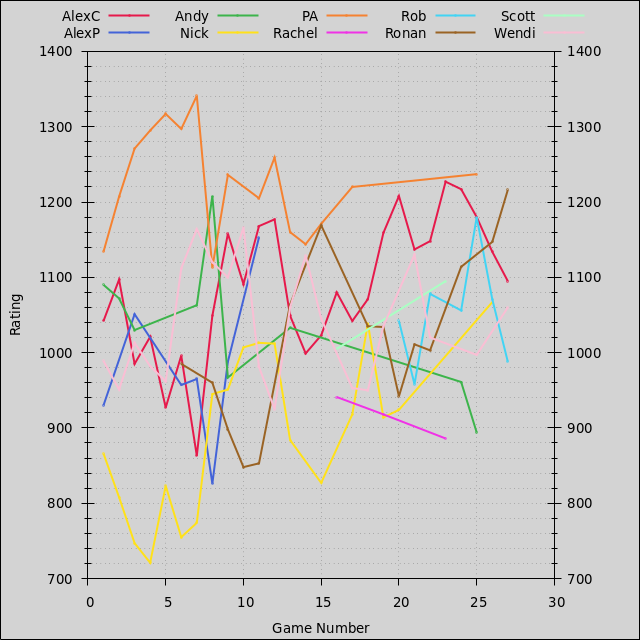 AlexC Andy PA Rob Scott
AlexP Nick Rachel Ronan Wendi
1400 1400
1300 1300
1200 1200
1100 1100
Rating
1000 1000
900 900
800 800
700 700
0 5 10 15 20 25 30
Game Number